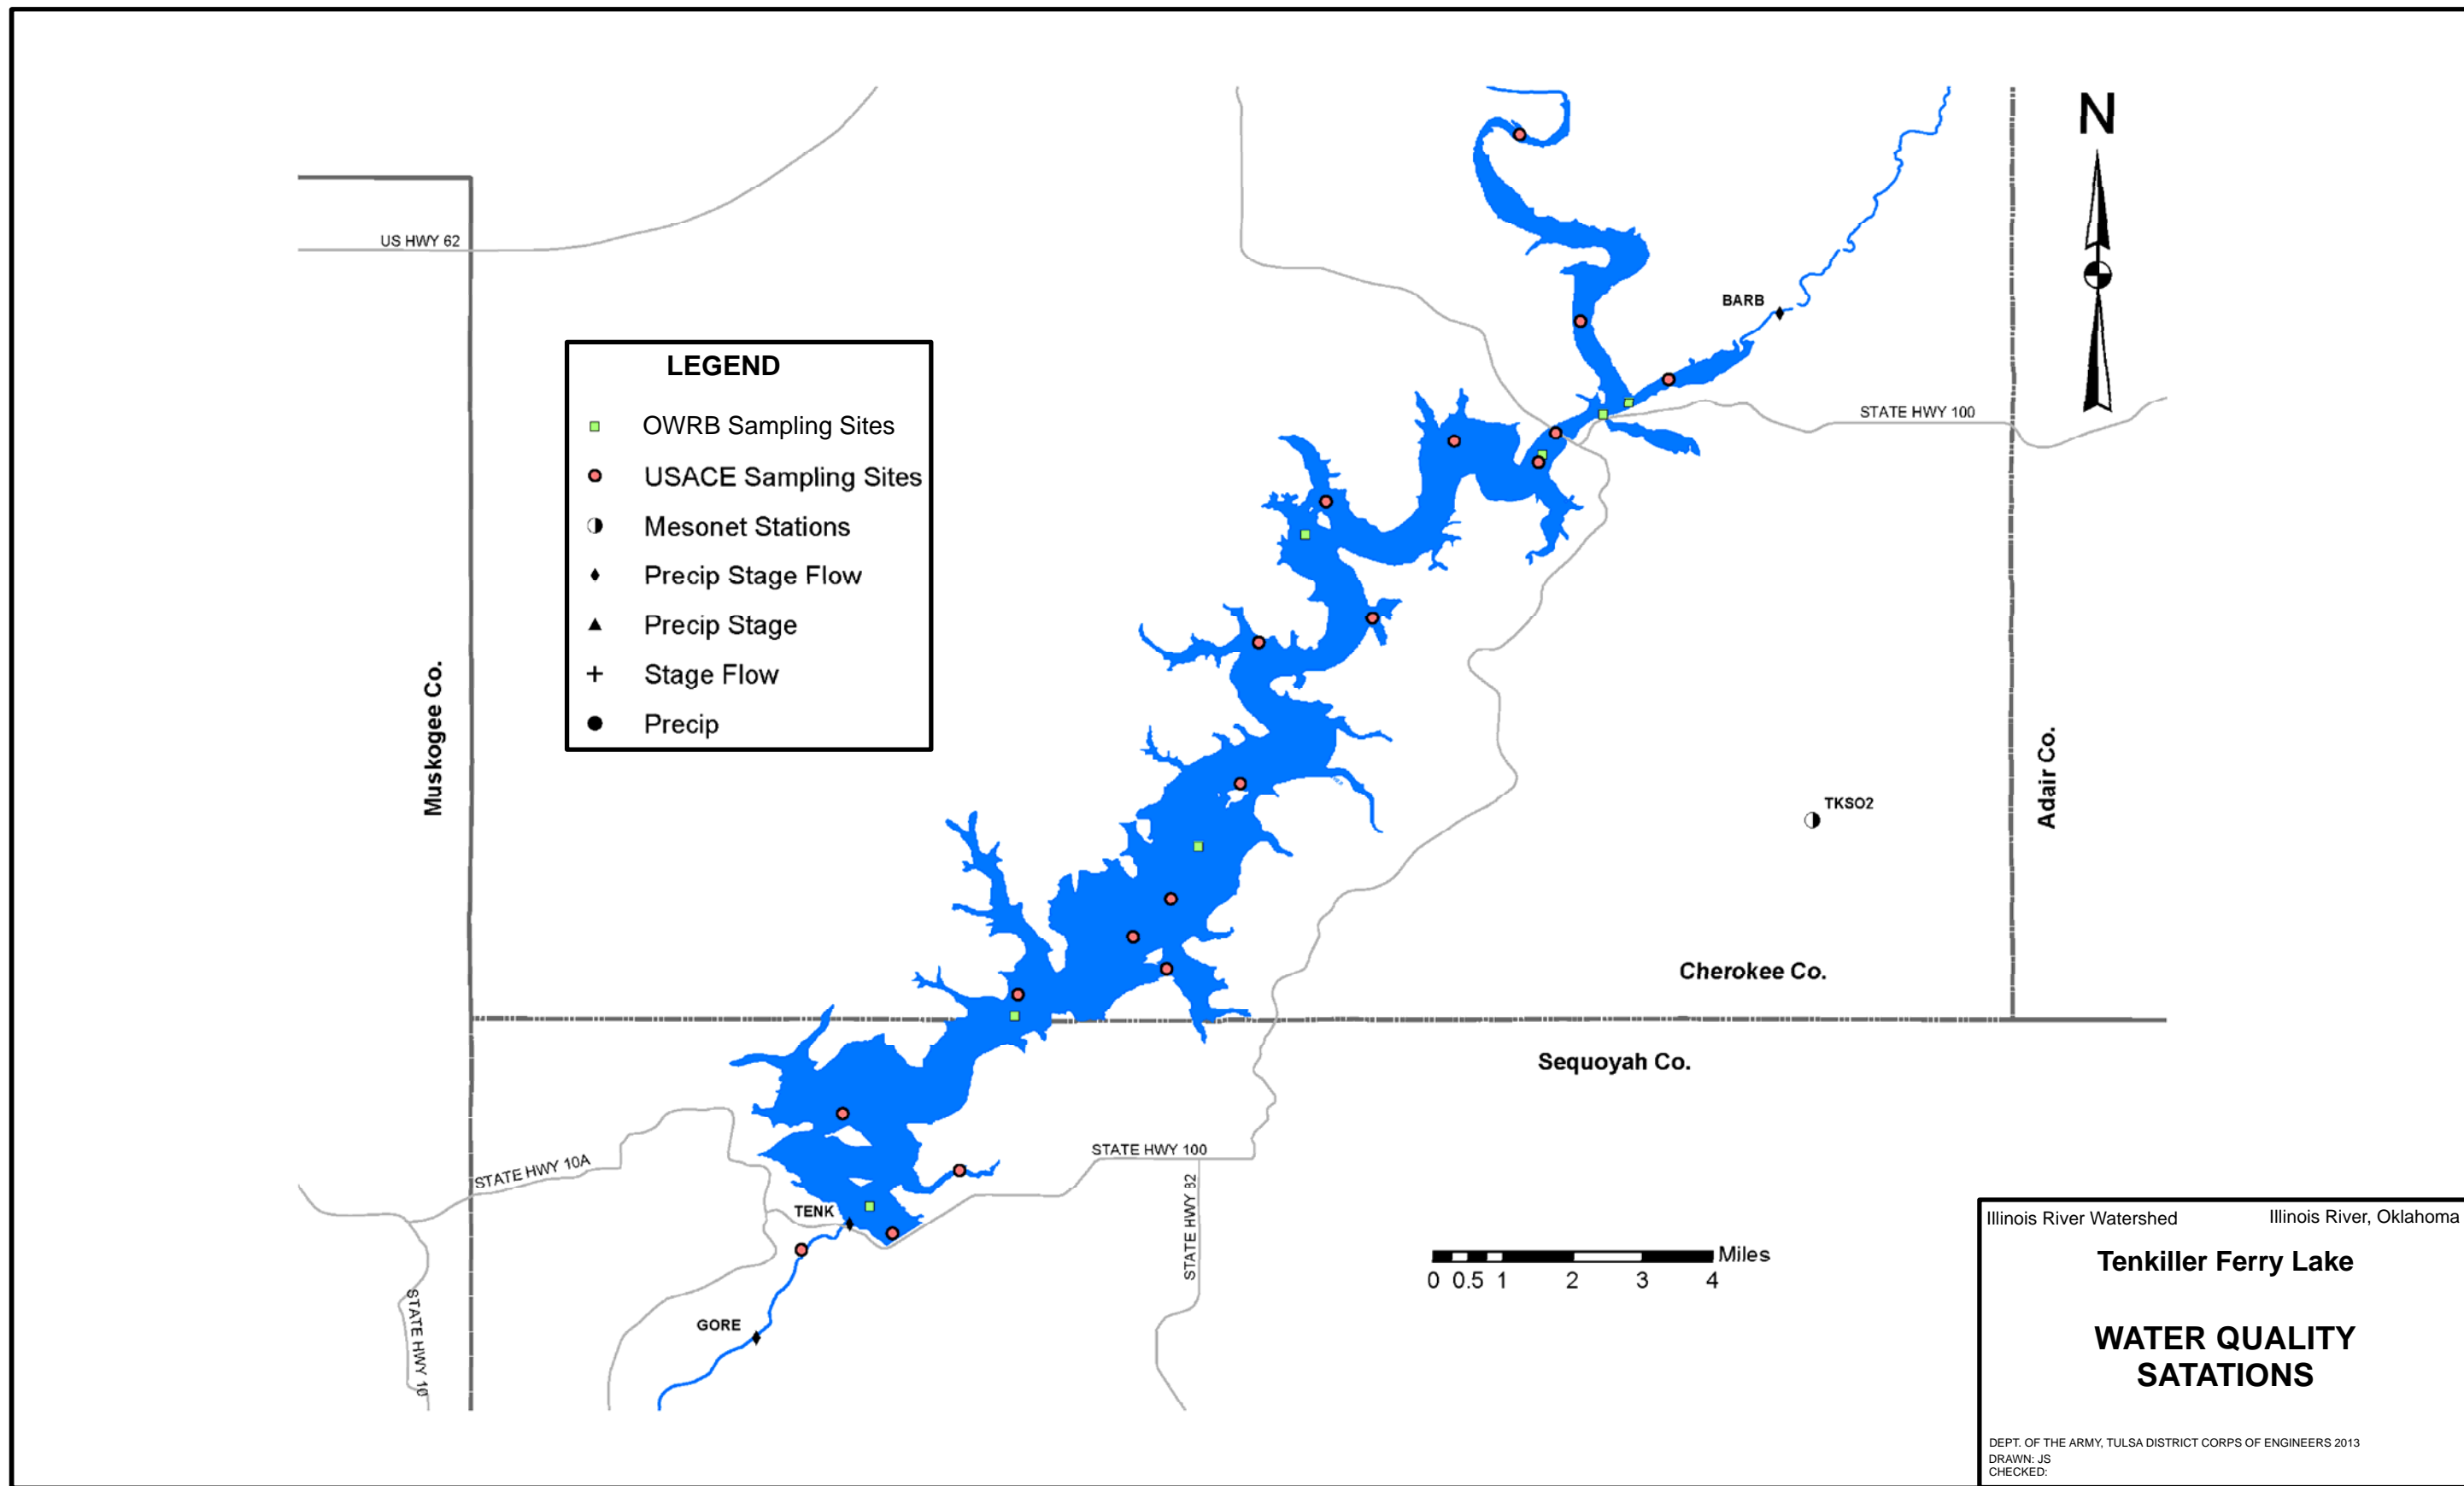 N
US HWY 62
BARB
LEGEND
OWRB Sampling Sites
USACE Sampling Sites
Mesonet Stations
Precip Stage Flow
Precip Stage
Stage Flow
Precip
STATE HWY 100
Muskogee Co.
Adair Co.
TKSO2
Cherokee Co.
Sequoyah Co.
STATE HWY 100
STATE HWY 10A
STATE HWY 82
TENK
GORE
STATE HWY 10
Miles
0 0.5 1 2 3 4
Illinois River Watershed Illinois River, Oklahoma
Tenkiller Ferry Lake
WATER QUALITY
SATATIONS
DEPT. OF THE ARMY, TULSA DISTRICT CORPS OF ENGINEERS 2013
DRAWN: JS
CHECKED: